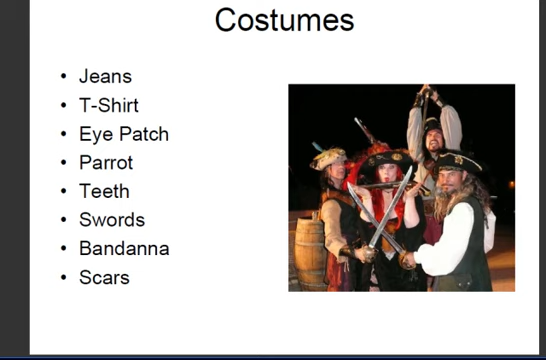 Costumes
• Jeans
• T-Shirt
• Eye Patch
• Parrot
• Teeth
• Swords
• Bandanna
• Scars